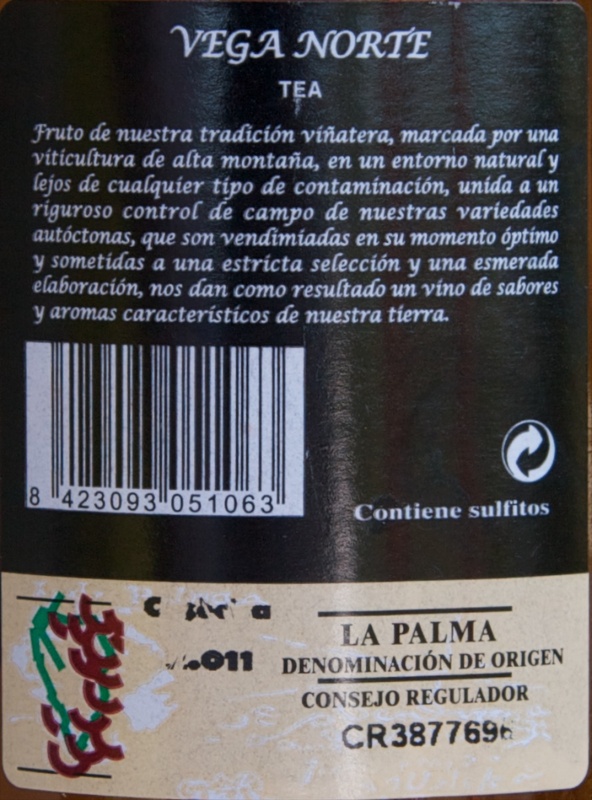 VEGA NORTE
TEA
Fruto de nuestra tradición viñatera, marcada por una
viticultura de alta montaña, en un entorno natural y
lejos de cualquier tipo de contaminación, unida a un
riguroso control de campo de nuestras variedades
autóctonas, que son vendimiadas en su momento óptimo
y sometidas a una estricta selección y una esmerada
elaboración, nos dan como resultado un vino de sabores
y aromas característicos de nuestra tierra.
8 423093 051063
Contiene sulfitos
LA PALMA
DENOMINACIÓN DE ORIGEN
CONSEJO REGULADOR